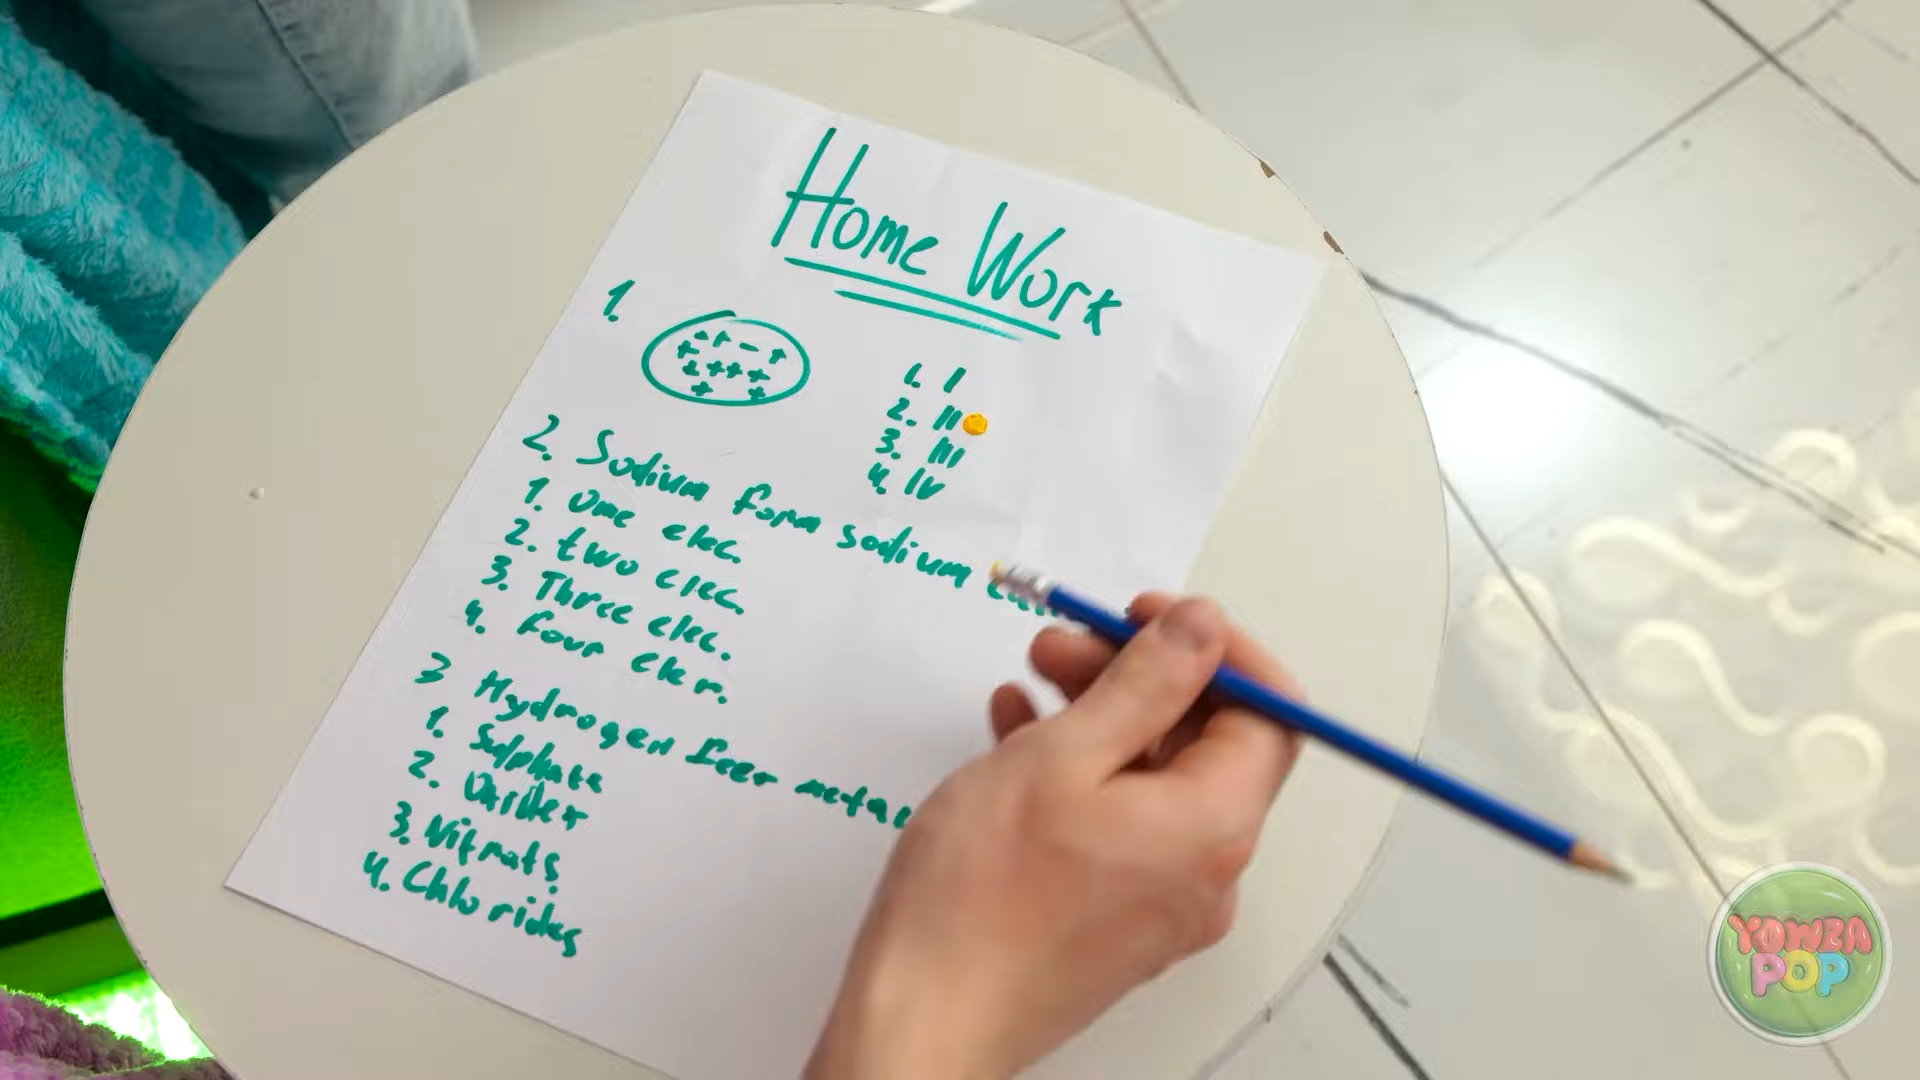 Home Work
1.
1. I
2. II
3. III
4. IV
2. Sodium form sodium
1. One elec.
2. two elec.
3. Three elec.
4. four
3 Hydrogen
1. Sulphate
2.
3. Nitrats
4. Chlorides
YOWZA
POP